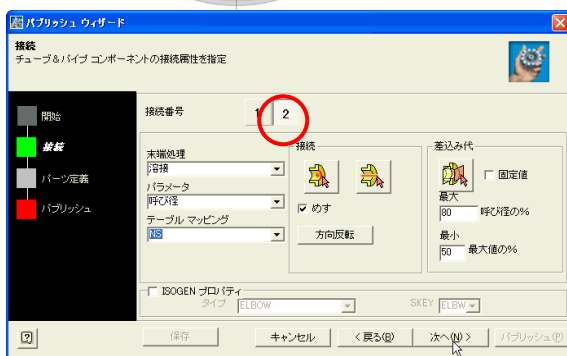 パブリッシュ ウィザード
接続
チューブ＆パイプ コンポーネントの接続属性を指定
開始
接続
パーツ定義
パブリッシュ
接続番号
1 2
末端処理
溶接
パラメータ
呼び径
テーブル マッピング
NS
接続
めす
方向反転
差込み代
固定値
最大
80 呼び径の%
最小
50 最大値の%
ISOGEN プロパティ
タイプ ELBOW SKEY ELBW
保存 キャンセル < 戻る(B) 次へ(N) > パブリッシュ(P)